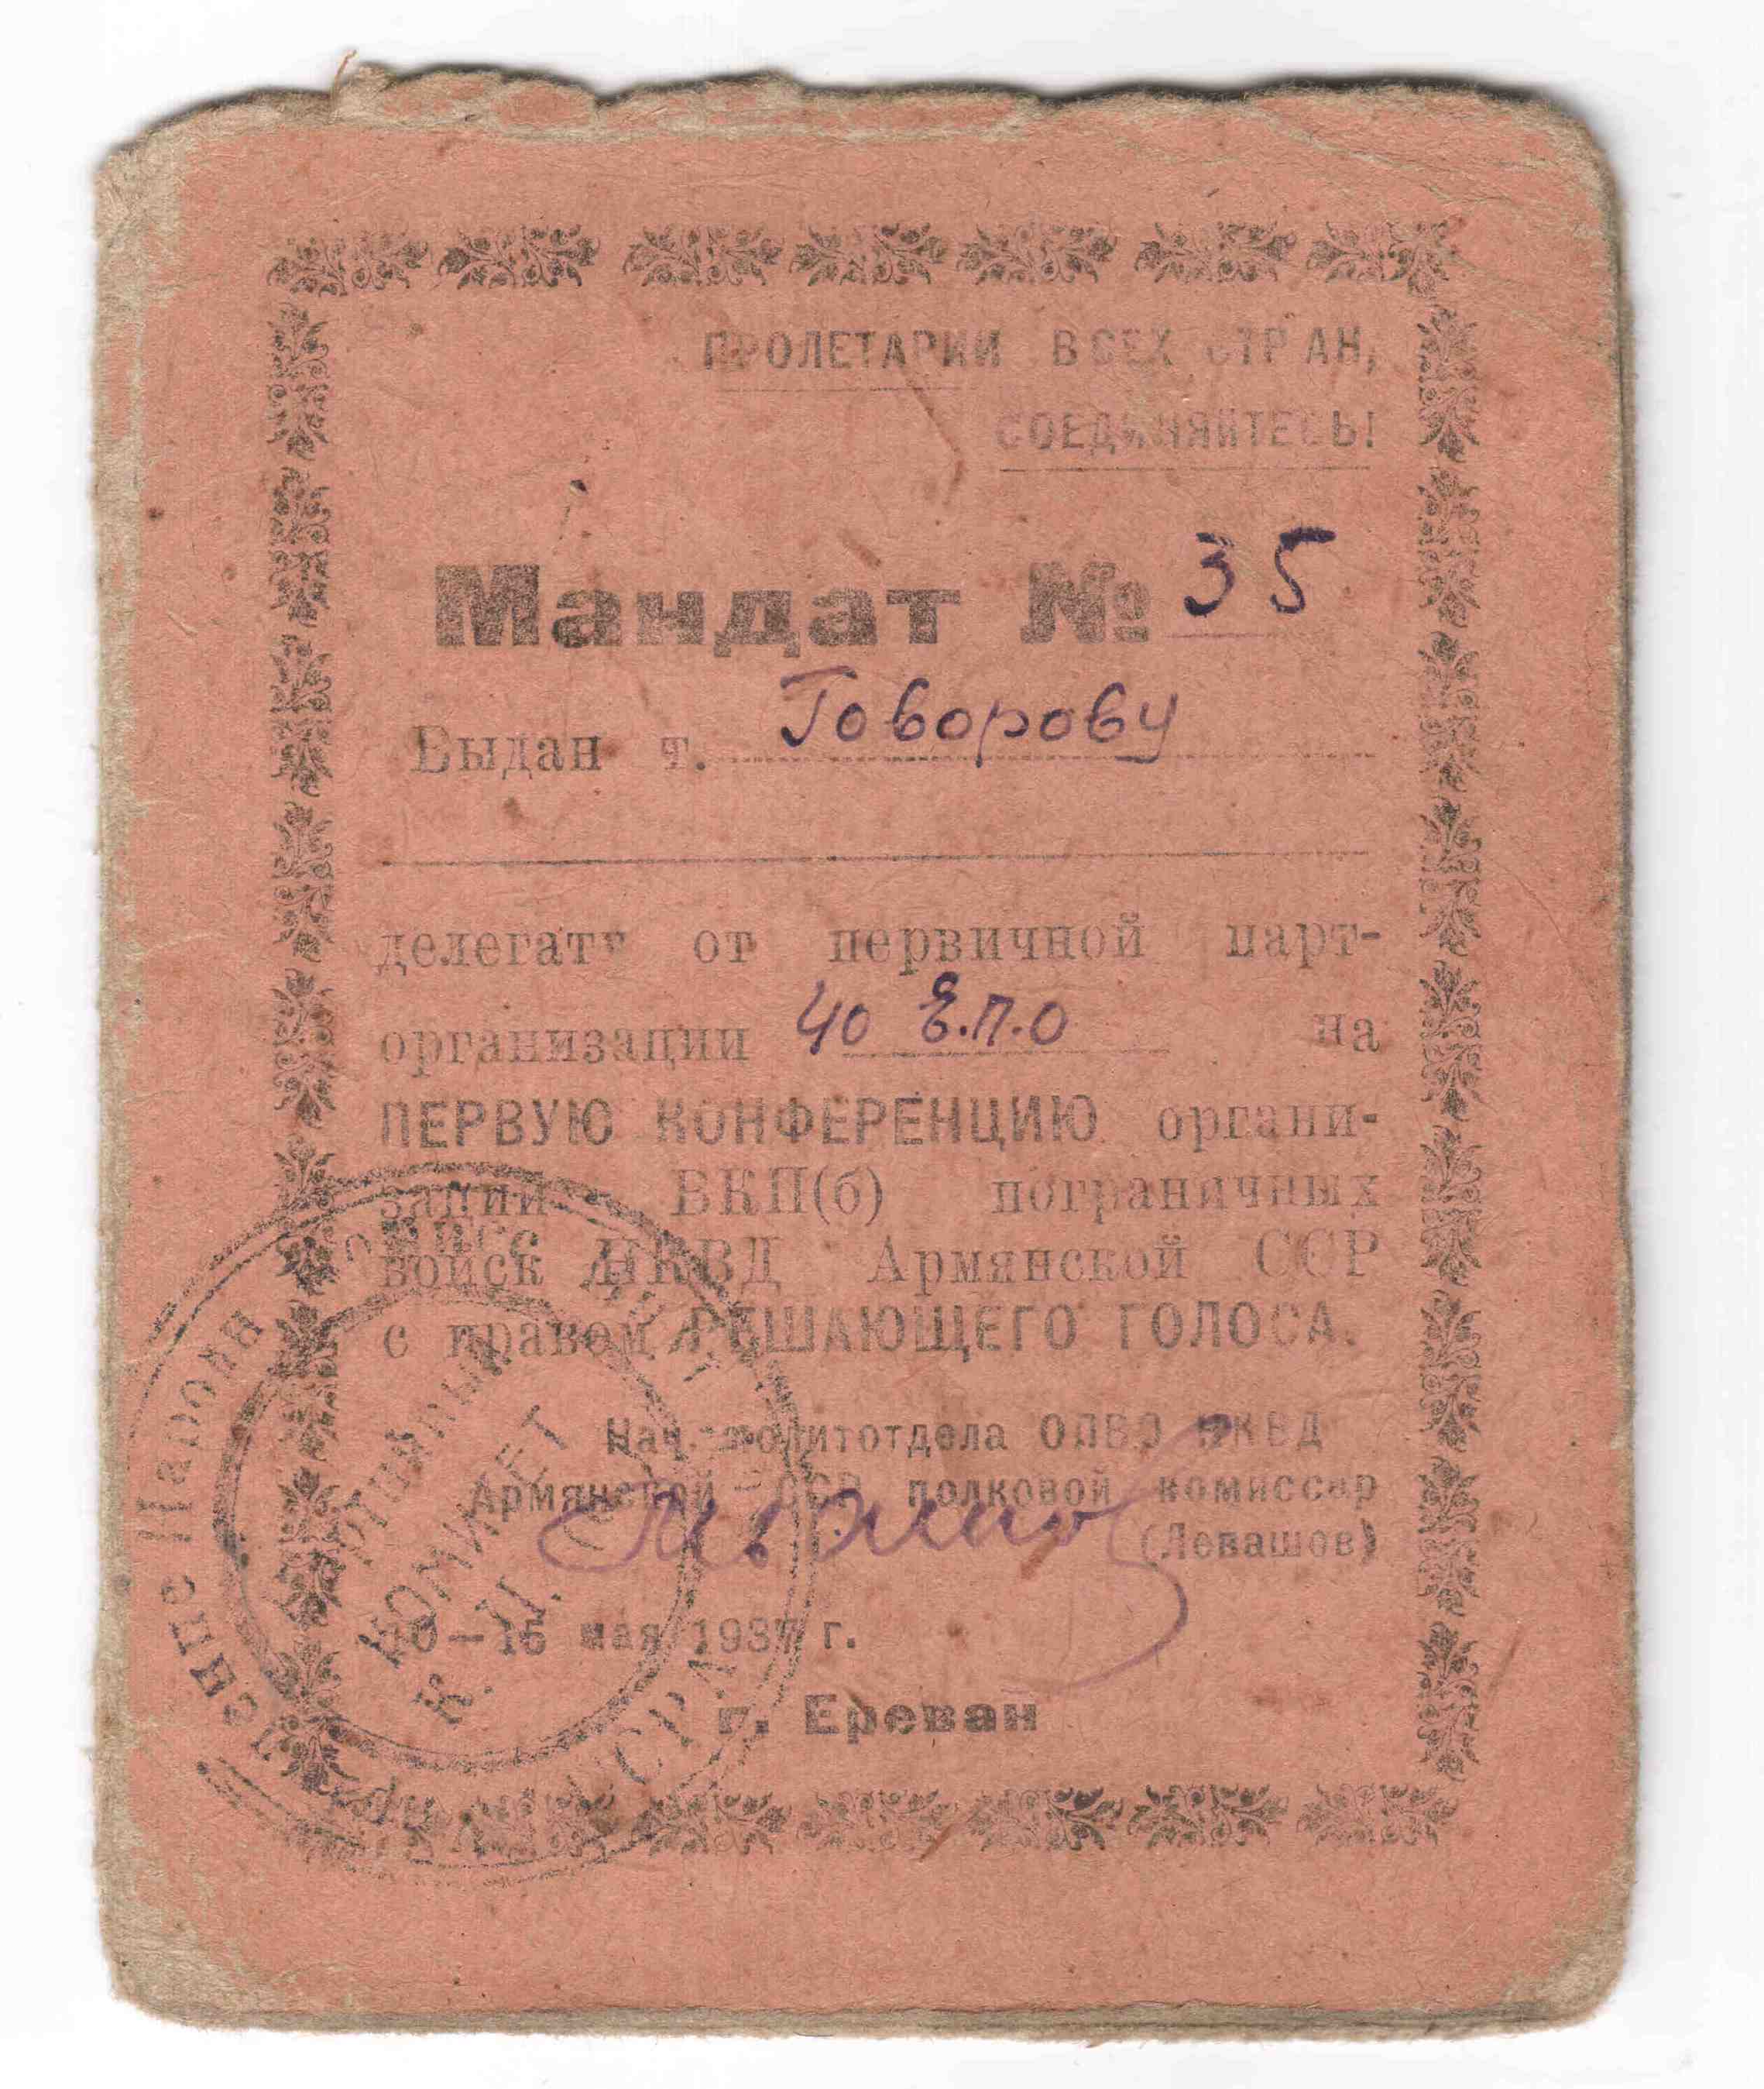 ПРОЛЕТАРИИ ВСЕХ СТРАН,
СОЕДИНЯЙТЕСЬ!
Мандат № 35
Выдан т. Говорову
делегату от первичной парт-
организации 40 Е.П.О на
ПЕРВУЮ КОНФЕРЕНЦИЮ органи-
зации ВКП(б) пограничных
войск НКВД Армянской ССР
с правом РЕШАЮЩЕГО ГОЛОСА.
Нач. политотдела ОПВО НКВД
Армянской ССР полковой комиссар
(Левашов)
мая 1937 г.
г. Ереван
КОМИТЕТ